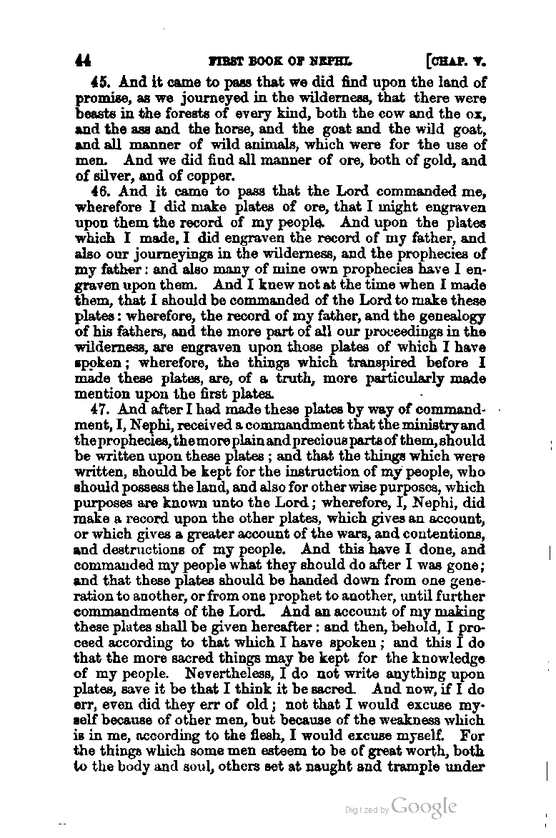 44 FIRST BOOK OF NEPHI. [CHAP. V.
45. And it came to pass that we did find upon the land of
promise, as we journeyed in the wilderness, that there were
beasts in the forests of every kind, both the cow and the ox,
and the ass and the horse, and the goat and the wild goat,
and all manner of wild animals, which were for the use of
men. And we did find all manner of ore, both of gold, and
of silver, and of copper.
46. And it came to pass that the Lord commanded me,
wherefore I did make plates of ore, that I might engraven
upon them the record of my people. And upon the plates
which I made, I did engraven the record of my father, and
also our journeyings in the wilderness, and the prophecies of
my father: and also many of mine own prophecies have I en-
graven upon them. And I knew not at the time when I made
them, that I should be commanded of the Lord to make these
plates: wherefore, the record of my father, and the genealogy
of his fathers, and the more part of all our proceedings in the
wilderness, are engraven upon those plates of which I have
spoken; wherefore, the things which transpired before I
made these plates, are, of a truth, more particularly made
mention upon the first plates.
47. And after I had made these plates by way of command-
ment, I, Nephi, received a commandment that the ministry and
the prophecies, the more plain and precious parts of them, should
be written upon these plates; and that the things which were
written, should be kept for the instruction of my people, who
should possess the land, and also for other wise purposes, which
purposes are known unto the Lord; wherefore, I, Nephi, did
make a record upon the other plates, which gives an account,
or which gives a greater account of the wars, and contentions,
and destructions of my people. And this have I done, and
commanded my people what they should do after I was gone;
and that these plates should be handed down from one gene-
ration to another, or from one prophet to another, until further
commandments of the Lord. And an account of my making
these plates shall be given hereafter: and then, behold, I pro-
ceed according to that which I have spoken; and this I do
that the more sacred things may be kept for the knowledge
of my people. Nevertheless, I do not write anything upon
plates, save it be that I think it be sacred. And now, if I do
err, even did they err of old; not that I would excuse my-
self because of other men, but because of the weakness which
is in me, according to the flesh, I would excuse myself. For
the things which some men esteem to be of great worth, both
to the body and soul, others set at naught and trample under
Digitized by Google